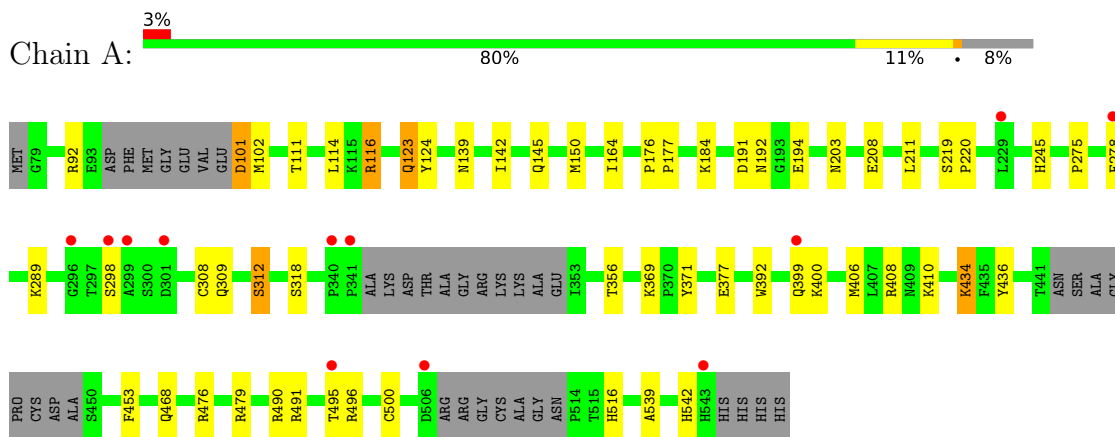 3%
Chain A:
80% 11% • 8%
MET G79 R92 E93 ASP PHE MET GLY GLU VAL GLU D101 M102 T111 L114 K115 R116 Q123 Y124 N139 I142 Q145 M150 I164 P176 P177 K184 D191 N192 G193 E194 N203 E208 L211 S219 P220 L229 H245 P275
K289 G296 T297 S298 A299 S300 D301 C308 Q309 S312 S318 P340 P341 ALA LYS ASP THR ALA GLY ARG LYS LYS ALA GLU I353 T356 K369 P370 Y371 E377 W392 Q399 K400 M406 L407 R408 N409 K410 K434 F435 Y436 T441 ASN SER ALA GLY
PRO CYS ASP ALA S450 F453 Q468 R476 R479 R490 R491 T495 R496 C500 D506 ARG ARG GLY CYS ALA GLY ASN P514 T515 H516 A539 H542 H543 HIS HIS HIS HIS HIS